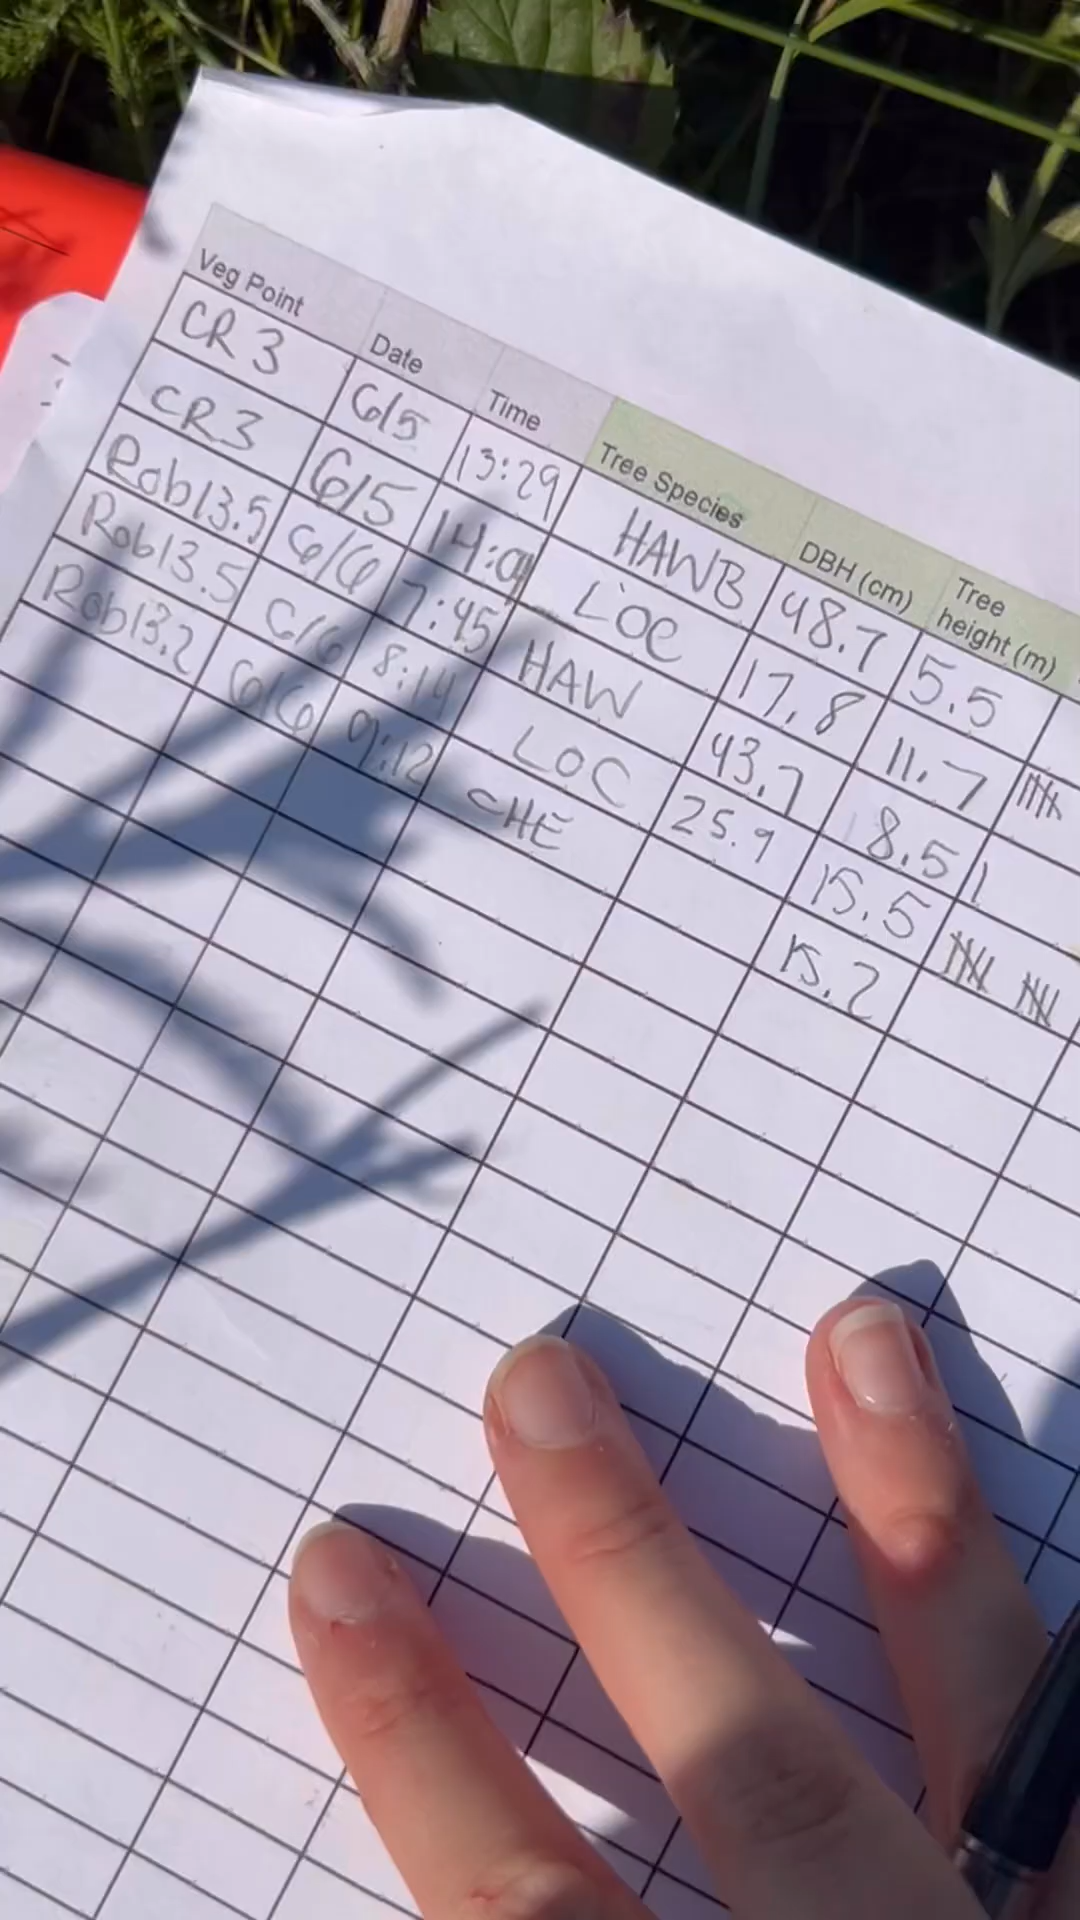 Veg Point Date Time Tree Species DBH (cm) Tree height (m)
CR 3 6/5 13:29 HAWB 48.7 5.5
CR3 6/5 LOC 17.8 11.7
Rob13.5 6/6 7:45 HAW 43.7 8.5
Rob13.5 6/6 8:14 LOC 25.9 15.5
Rob13.2 6/6 9:12 CHE 15.2